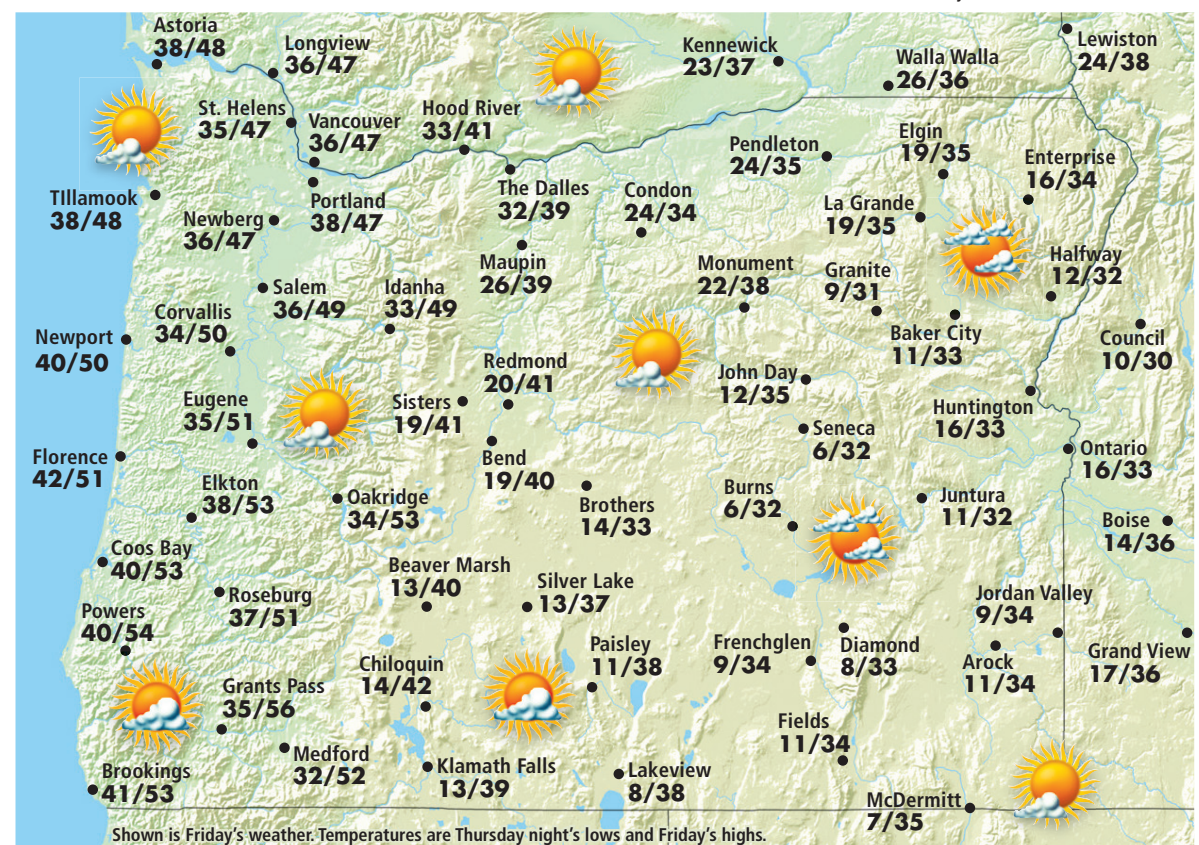 Astoria
38/48
Longview
36/47
Kennewick
23/37
Walla Walla
26/36
Lewiston
24/38
St. Helens
35/47
Vancouver
36/47
Hood River
33/41
Pendleton
24/35
Elgin
19/35
Enterprise
16/34
TIllamook
38/48
Portland
38/47
Newberg
36/47
The Dalles
32/39
Condon
24/34
La Grande
19/35
Maupin
26/39
Monument
22/38
Granite
9/31
Halfway
12/32
Salem
36/49
Idanha
33/49
Corvallis
34/50
Newport
40/50
Baker City
11/33
Council
10/30
Redmond
20/41
John Day
12/35
Eugene
35/51
Sisters
19/41
Huntington
16/33
Seneca
6/32
Ontario
16/33
Florence
42/51
Bend
19/40
Elkton
38/53
Oakridge
34/53
Brothers
14/33
Burns
6/32
Juntura
11/32
Boise
14/36
Coos Bay
40/53
Beaver Marsh
13/40
Silver Lake
13/37
Roseburg
37/51
Jordan Valley
9/34
Powers
40/54
Paisley
11/38
Frenchglen
9/34
Diamond
8/33
Arock
11/34
Grand View
17/36
Chiloquin
14/42
Grants Pass
35/56
Fields
11/34
Medford
32/52
Klamath Falls
13/39
Lakeview
8/38
Brookings
41/53
McDermitt
7/35
Shown is Friday's weather. Temperatures are Thursday night's lows and Friday's highs.